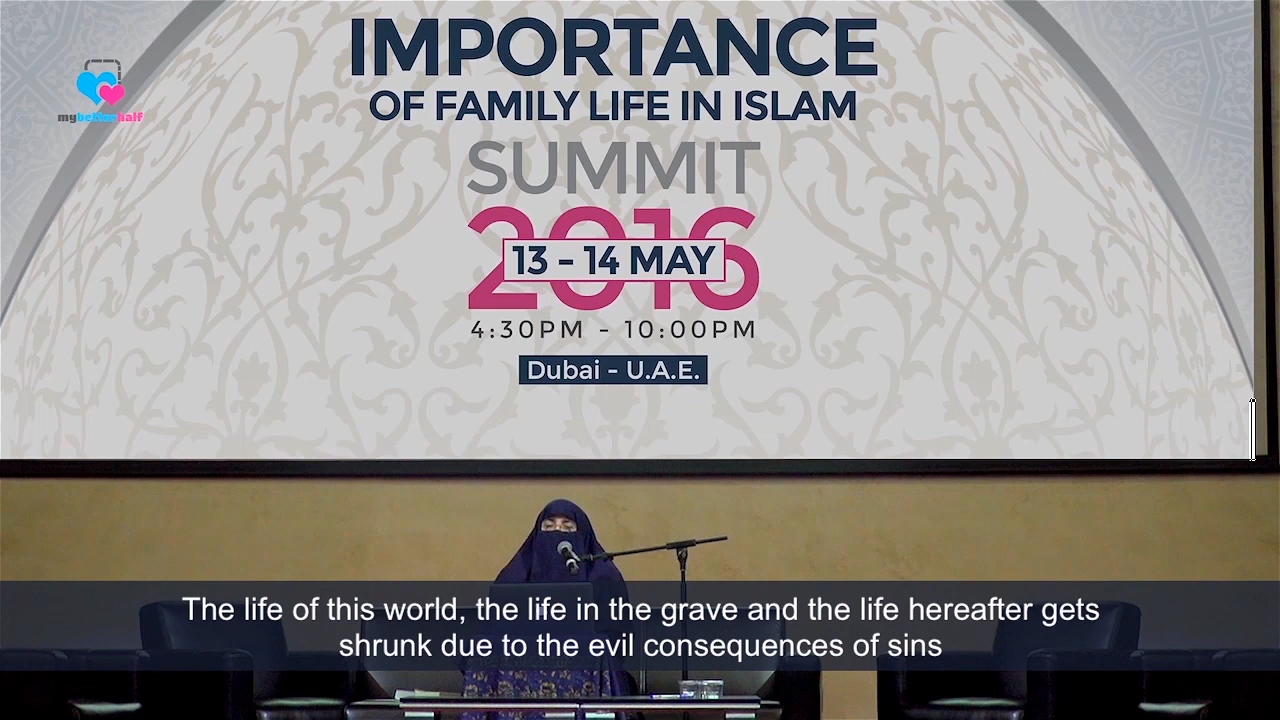 IMPORTANCE
OF FAMILY LIFE IN ISLAM
mybetterhalf
SUMMIT
2016
13 - 14 MAY
4:30PM - 10:00PM
Dubai - U.A.E.
The life of this world, the life in the grave and the life hereafter gets
shrunk due to the evil consequences of sins